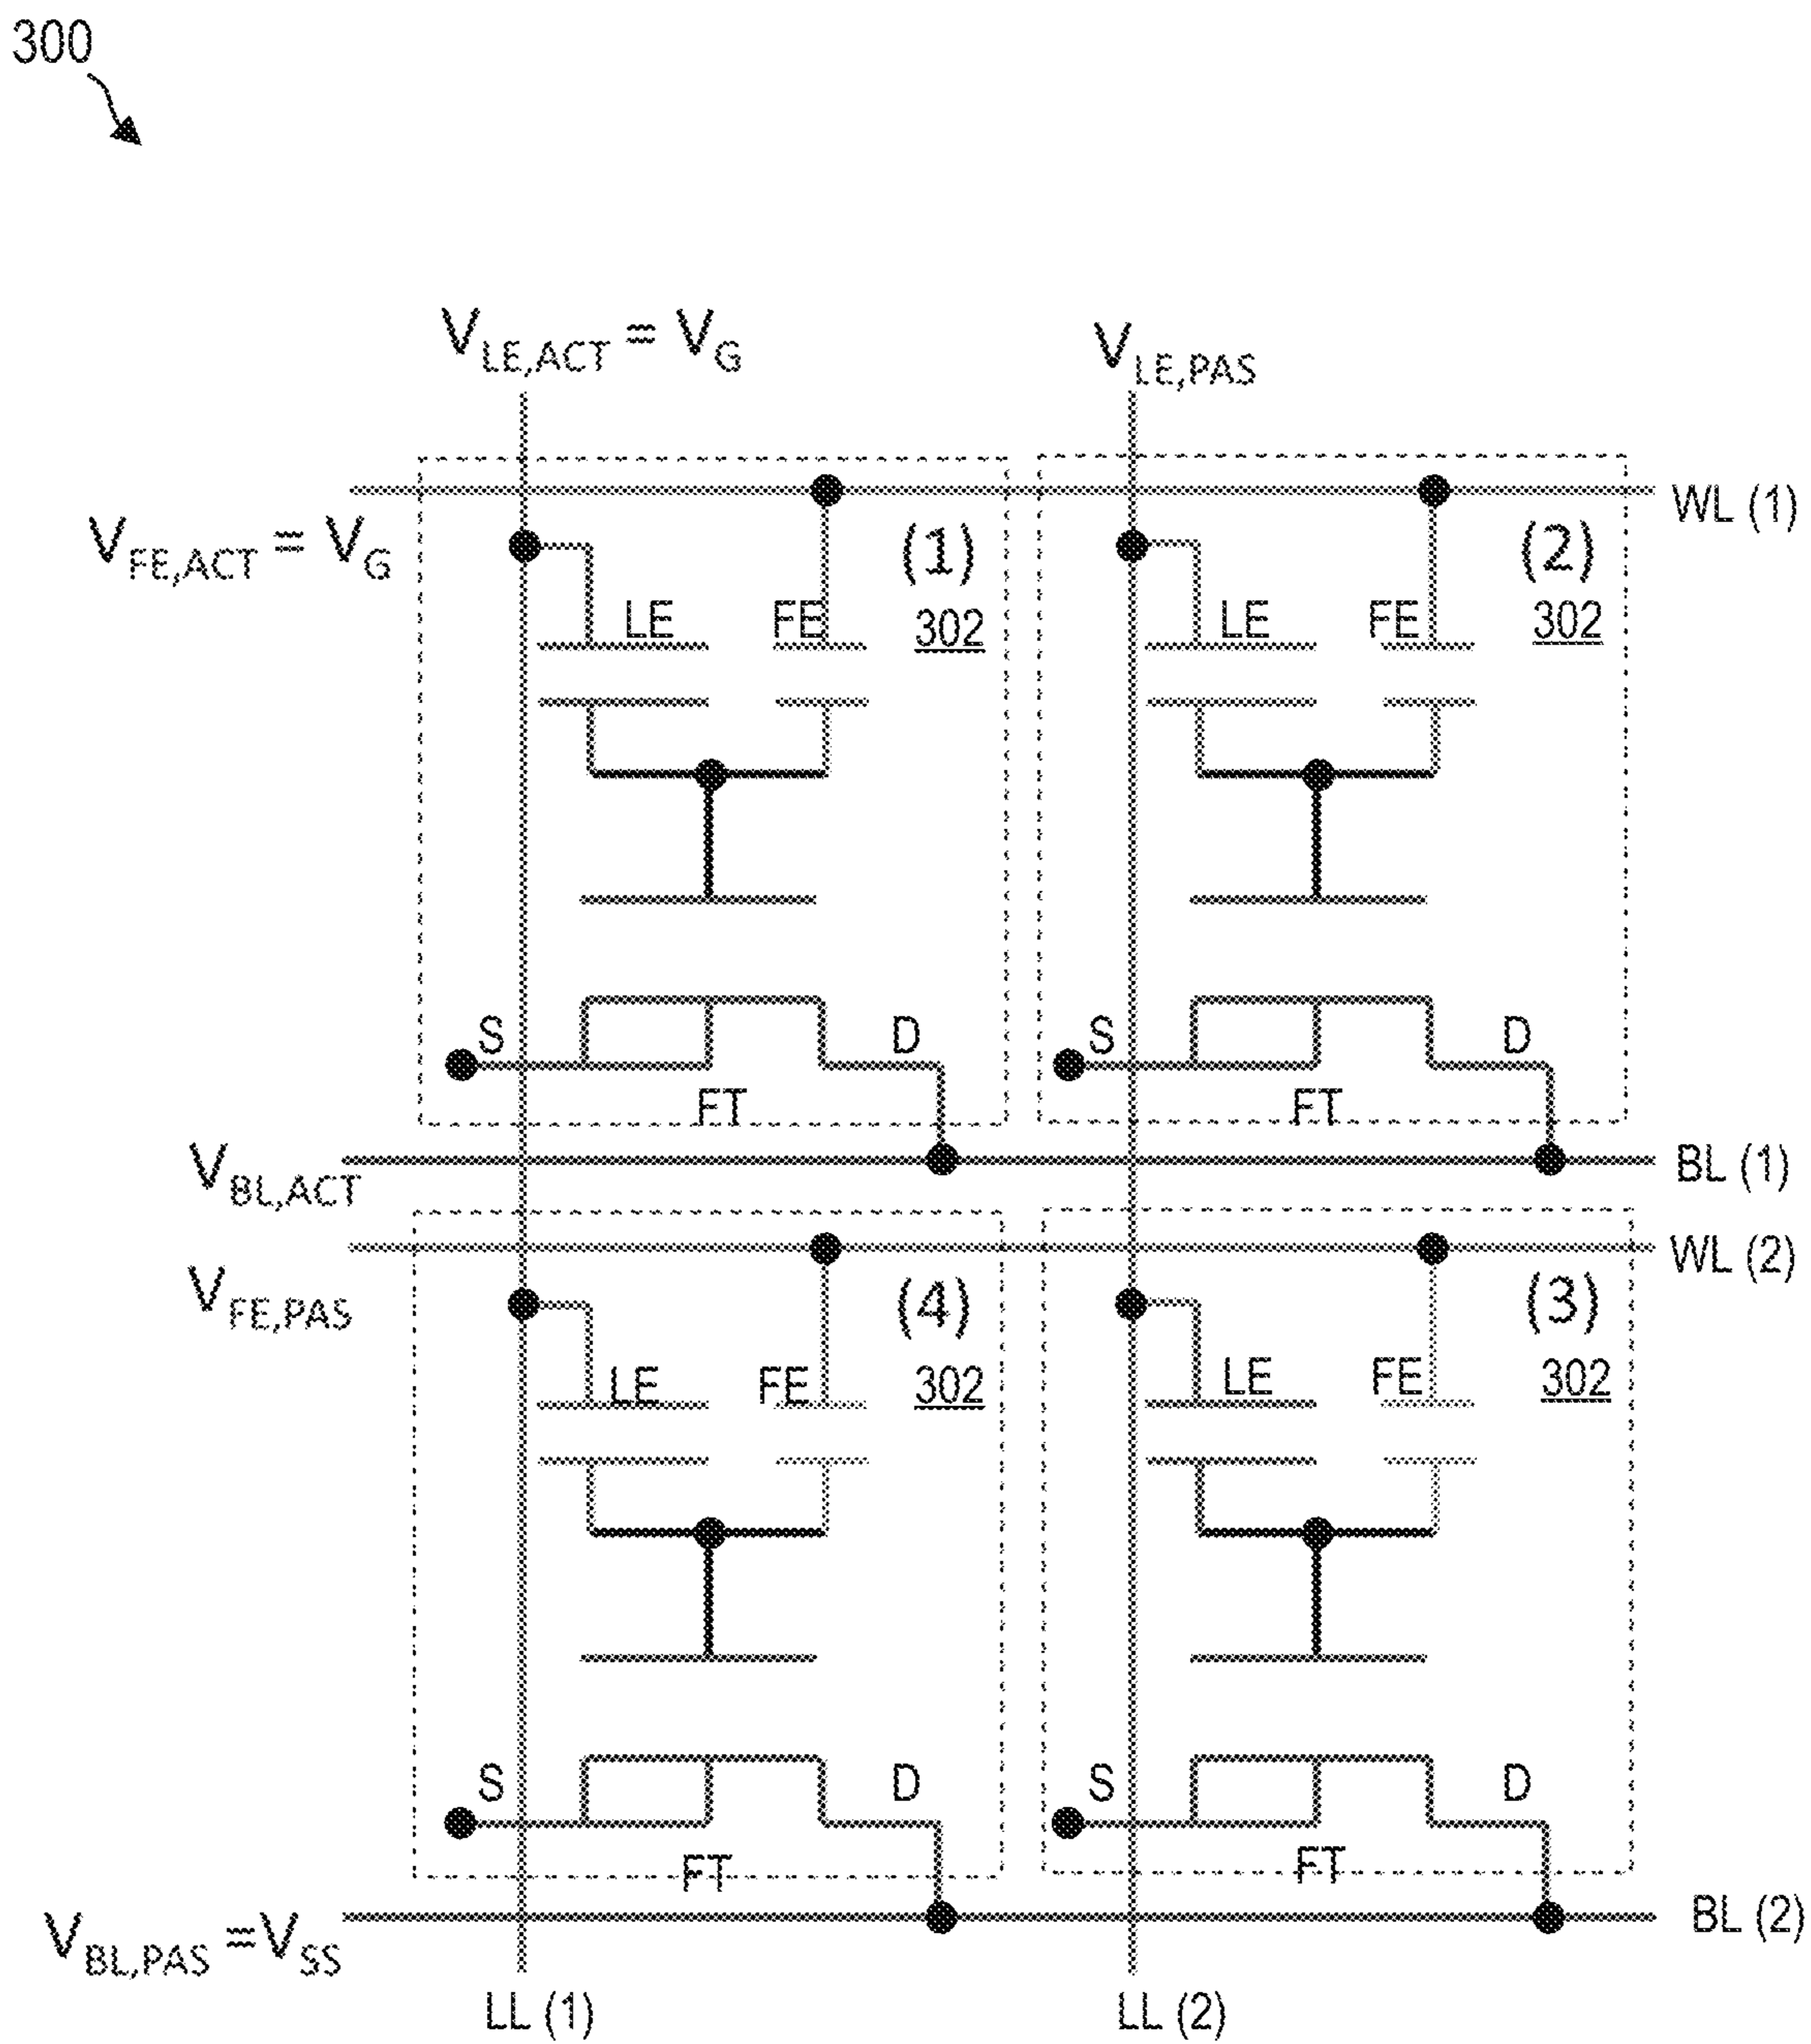 300
V_LE,ACT = V_G
V_LE,PAS
WL (1)
V_FE,ACT = V_G
(1)
(2)
LE
FE
302
LE
FE
302
S
D
S
D
FT
FT
V_BL,ACT
BL (1)
WL (2)
V_FE,PAS
(4)
(3)
LE
FE
302
LE
FE
302
S
D
S
D
FT
FT
V_BL,PAS =V_SS
BL (2)
LL (1)
LL (2)